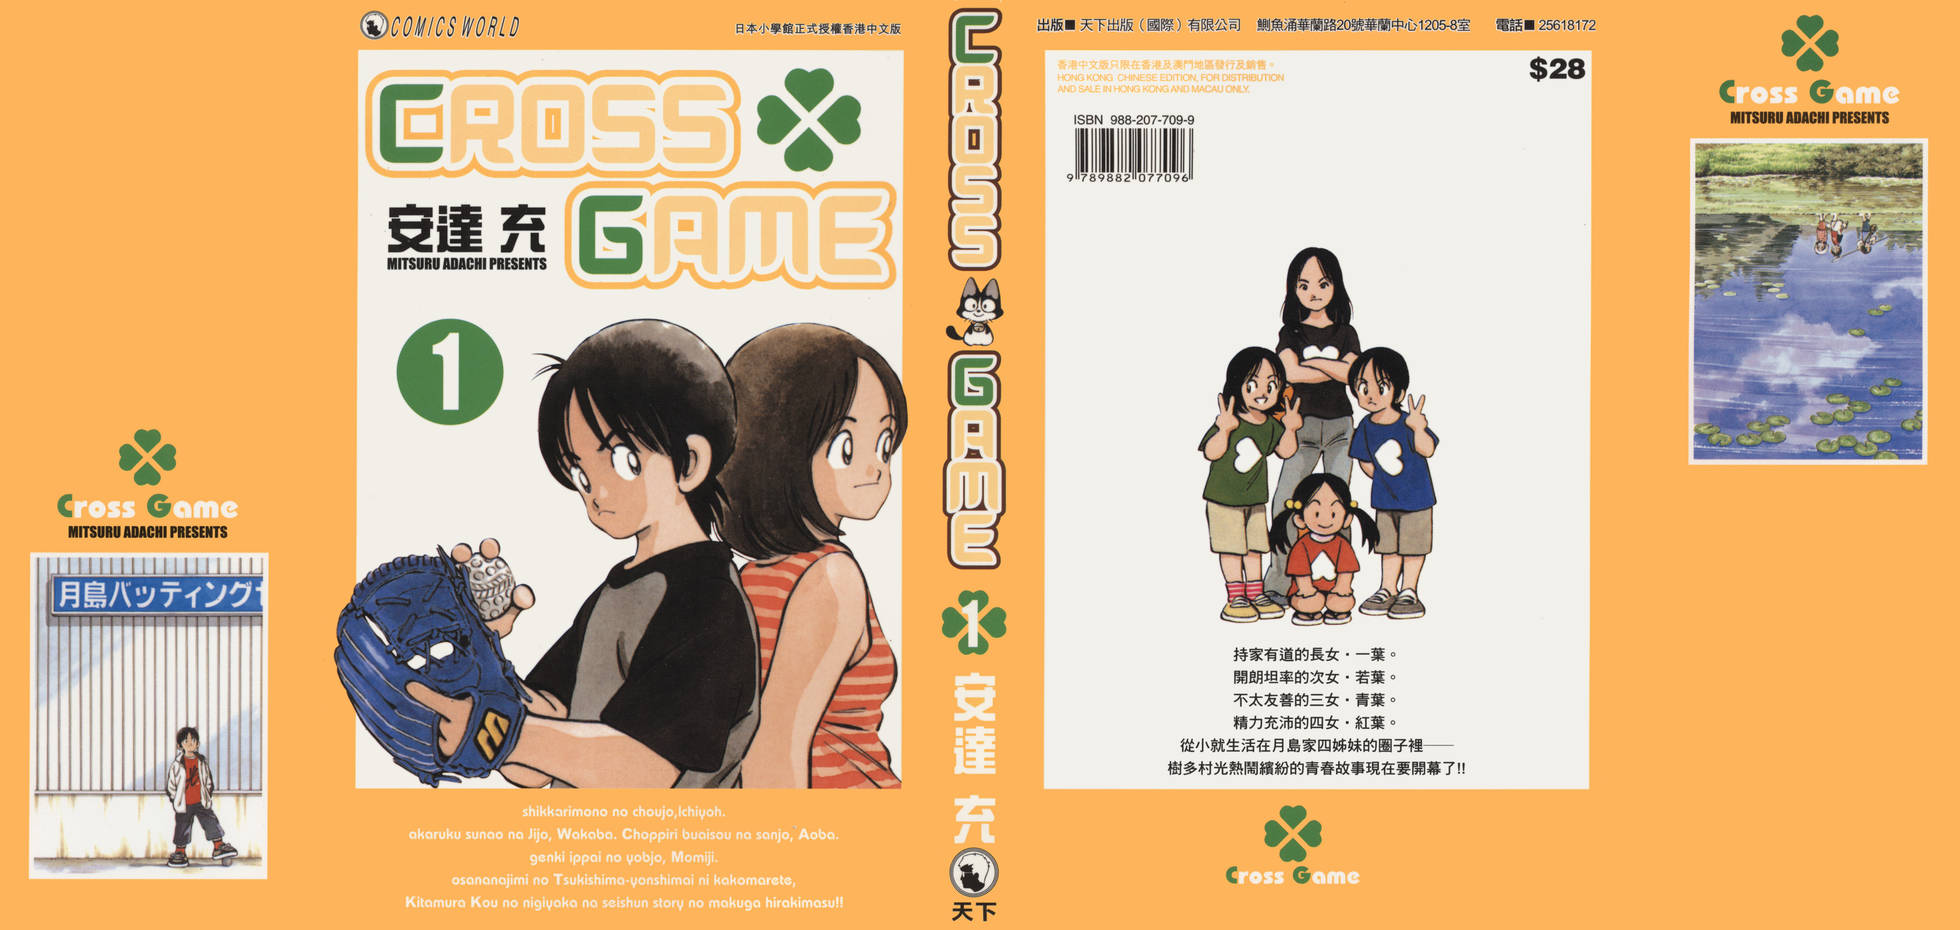 Cross Game
MITSURU ADACHI PRESENTS
月島バッティング
COMICS WORLD
日本小學館正式授權香港中文版
CROSS
GAME
安達 充
MITSURU ADACHI PRESENTS
1
shikkarimono no choujo,Ichiyoh.
akaruku sunao na Jijo, Wakaba. Choppiri buaisou na sanjo, Aoba.
genki ippai no yobjo, Momiji.
osananajimi no Tsukishima-yonshimai ni kakomarete,
Kitamura Kou no nigiyaka na seishun story no makuga hirakimasu!!
CROSS
GAME
1
安達 充
天下
出版■ 天下出版（國際）有限公司 鰂魚涌華蘭路20號華蘭中心1205-8室 電話■ 25618172
香港中文版只限在香港及澳門地區發行及銷售。
HONG KONG CHINESE EDITION, FOR DISTRIBUTION
AND SALE IN HONG KONG AND MACAU ONLY.
$28
ISBN 988-207-709-9
9 789882 077096
持家有道的長女・一葉。
開朗坦率的次女・若葉。
不太友善的三女・青葉。
精力充沛的四女・紅葉。
從小就生活在月島家四姊妹的圈子裡──
樹多村光熱鬧繽紛的青春故事現在要開幕了!!
Cross Game
Cross Game
MITSURU ADACHI PRESENTS